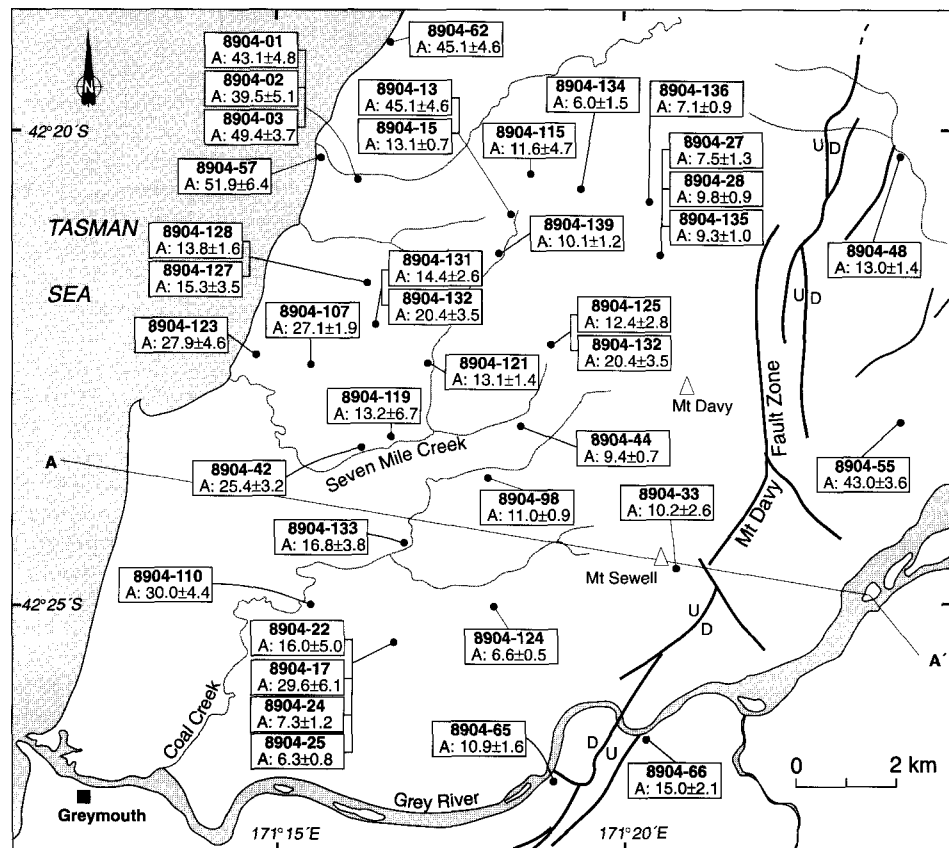 8904-01
A: 43.1±4.8
8904-02
A: 39.5±5.1
8904-03
A: 49.4±3.7
8904-62
A: 45.1±4.6
8904-13
A: 45.1±4.6
8904-15
A: 13.1±0.7
8904-134
A: 6.0±1.5
8904-136
A: 7.1±0.9
N
42°20´S
8904-115
A: 11.6±4.7
8904-27
A: 7.5±1.3
8904-28
A: 9.8±0.9
8904-135
A: 9.3±1.0
U D
8904-57
A: 51.9±6.4
TASMAN
SEA
8904-128
A: 13.8±1.6
8904-127
A: 15.3±3.5
8904-139
A: 10.1±1.2
8904-131
A: 14.4±2.6
8904-132
A: 20.4±3.5
8904-48
A: 13.0±1.4
U D
8904-107
A: 27.1±1.9
8904-123
A: 27.9±4.6
8904-125
A: 12.4±2.8
8904-132
A: 20.4±3.5
8904-121
A: 13.1±1.4
Mt Davy
8904-119
A: 13.2±6.7
Seven Mile Creek
8904-44
A: 9.4±0.7
Mt Davy Fault Zone
8904-55
A: 43.0±3.6
A
8904-42
A: 25.4±3.2
8904-98
A: 11.0±0.9
8904-33
A: 10.2±2.6
8904-133
A: 16.8±3.8
Mt Sewell
8904-110
A: 30.0±4.4
42°25´S
U
D
8904-124
A: 6.6±0.5
A´
8904-22
A: 16.0±5.0
8904-17
A: 29.6±6.1
8904-24
A: 7.3±1.2
8904-25
A: 6.3±0.8
Coal Creek
8904-65
A: 10.9±1.6
D
U
8904-66
A: 15.0±2.1
0 2 km
Grey River
Greymouth
171°15´E
171°20´E